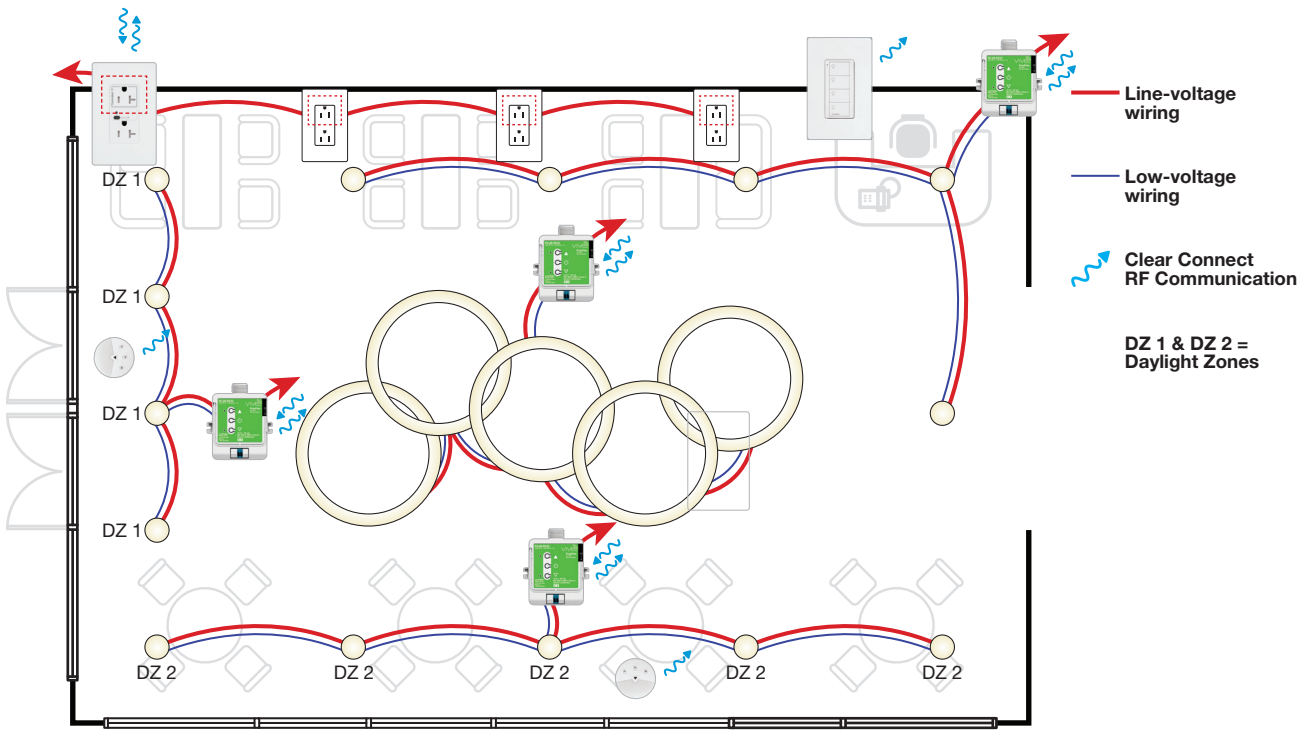 Line-voltage
wiring
Low-voltage
wiring
Clear Connect
RF Communication
DZ 1 & DZ 2 =
Daylight Zones
DZ 1
DZ 1
DZ 1
DZ 1
DZ 2
DZ 2
DZ 2
DZ 2
DZ 2